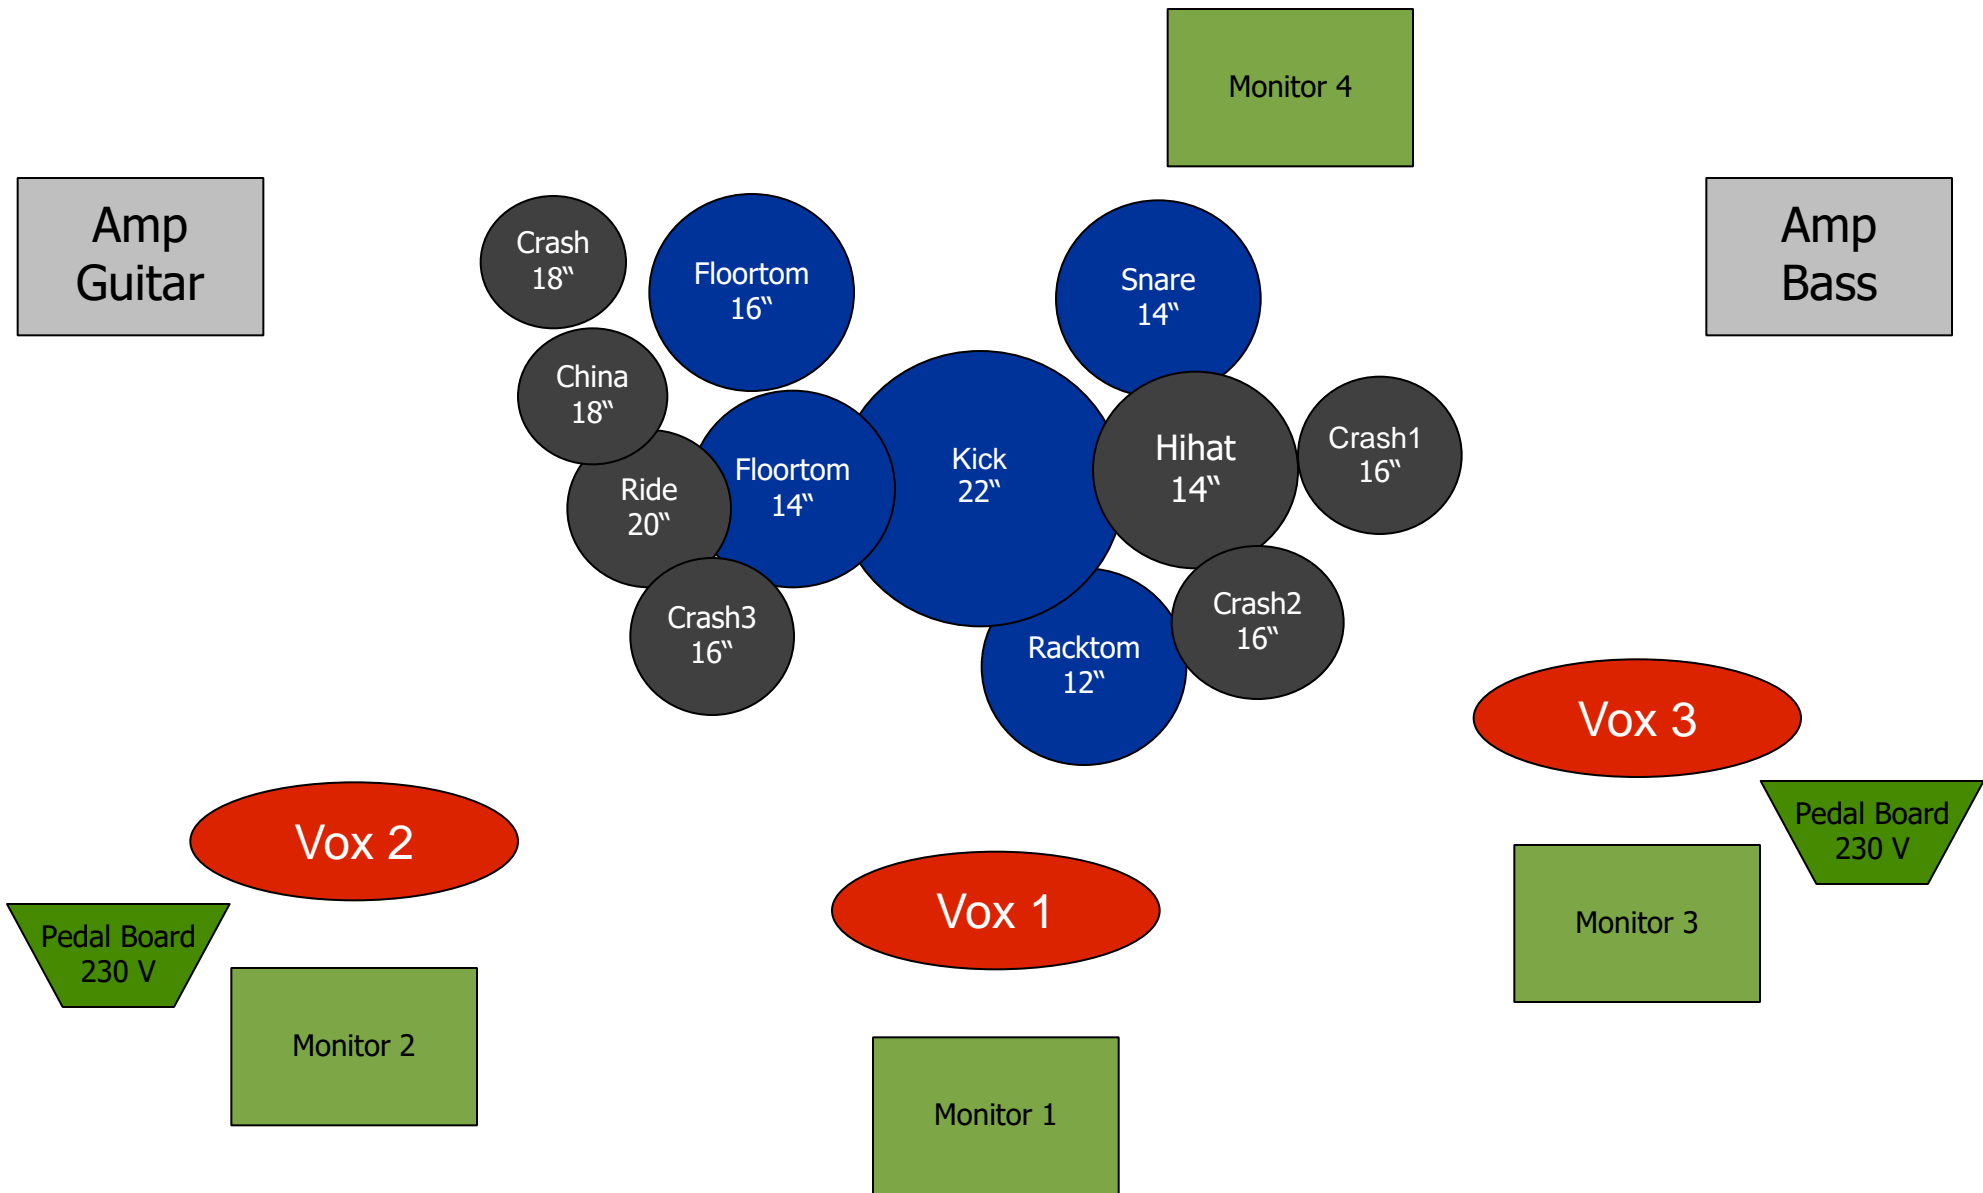 Monitor 4
Amp
Guitar
Amp
Bass
Crash
18“
Floortom
16“
Snare
14“
China
18“
Ride
20“
Floortom
14“
Kick
22“
Hihat
14“
Crash1
16“
Crash3
16“
Racktom
12“
Crash2
16“
Vox 3
Pedal Board
230 V
Monitor 3
Vox 2
Pedal Board
230 V
Monitor 2
Vox 1
Monitor 1